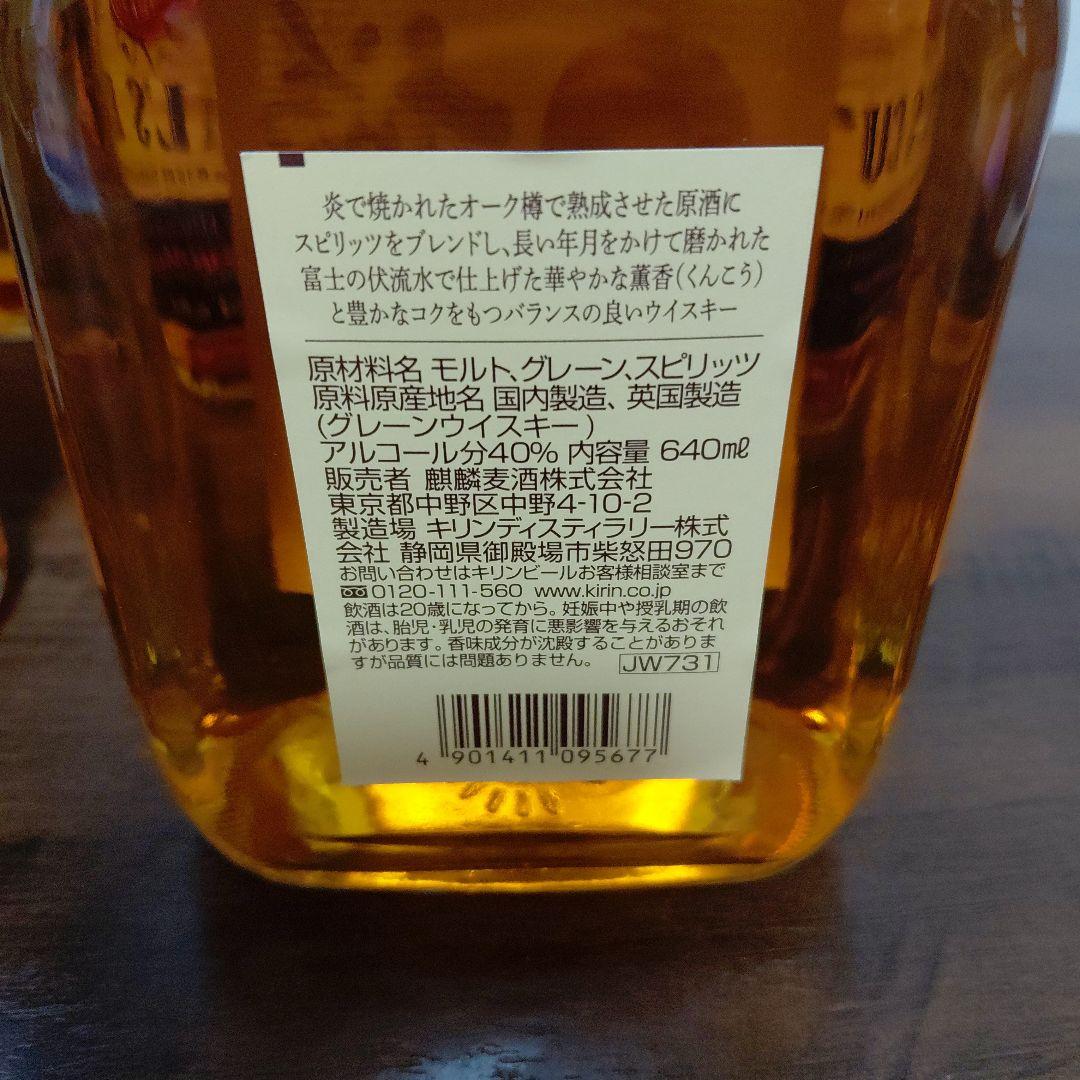 炎で焼かれたオーク樽で熟成させた原酒に
スピリッツをブレンドし、長い年月をかけて磨かれた
富士の伏流水で仕上げた華やかな薫香(くんこう)
と豊かなコクをもつバランスの良いウイスキー
原材料名 モルト、グレーン、スピリッツ
原料原産地名 国内製造、英国製造
(グレーンウイスキー)
アルコール分40% 内容量 640㎖
販売者 麒麟麦酒株式会社
東京都中野区中野4-10-2
製造場 キリンディスティラリー株式
会社 静岡県御殿場市柴怒田970
お問い合わせはキリンビールお客様相談室まで
0120-111-560 www.kirin.co.jp
飲酒は20歳になってから。妊娠中や授乳期の飲
酒は、胎児・乳児の発育に悪影響を与えるおそれ
があります。香味成分が沈殿することがありま
すが品質には問題ありません。 JW731
4 901411 095677